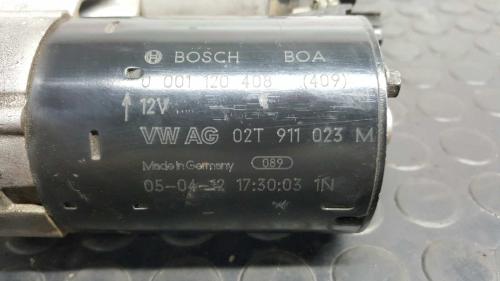 BOSCH BOA
0 001 120 408 (409)
12V
VW AG 02T 911 023 M
Made in Germany 089
05-04-12 17:30:03 1N